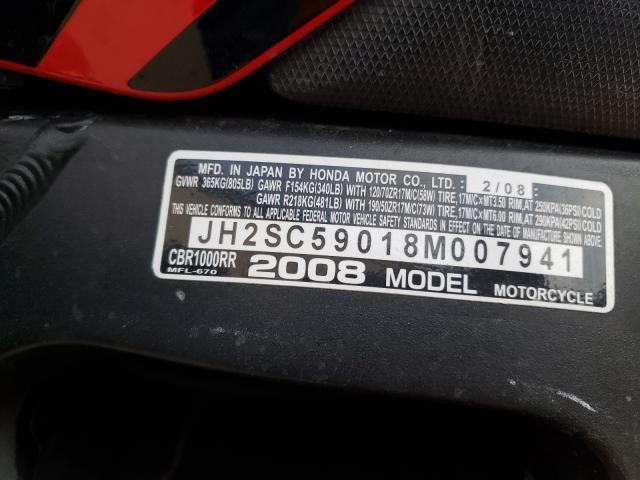 MFD. IN JAPAN BY HONDA MOTOR CO., LTD. 2/08
GVWR 365KG(805LB) GAWR F154KG(340LB) WITH 120/70ZR17M/C(58W) TIRE, 17M/CxMT3.50 RIM, AT 250KPA(36PSI) COLD
GAWR R218KG(481LB) WITH 190/50ZR17M/C(73W) TIRE, 17M/CxMT6.00 RIM, AT 290KPA(42PSI) COLD
THIS VEHICLE CONFORMS TO ALL APPLICABLE FEDERAL MOTOR VEHICLE SAFETY STANDARDS IN EFFECT ON THE DATE OF MANUFACTURE SHOWN ABOVE.
JH2SC59018M007941
CBR1000RR 2008 MODEL MOTORCYCLE
MFL-670